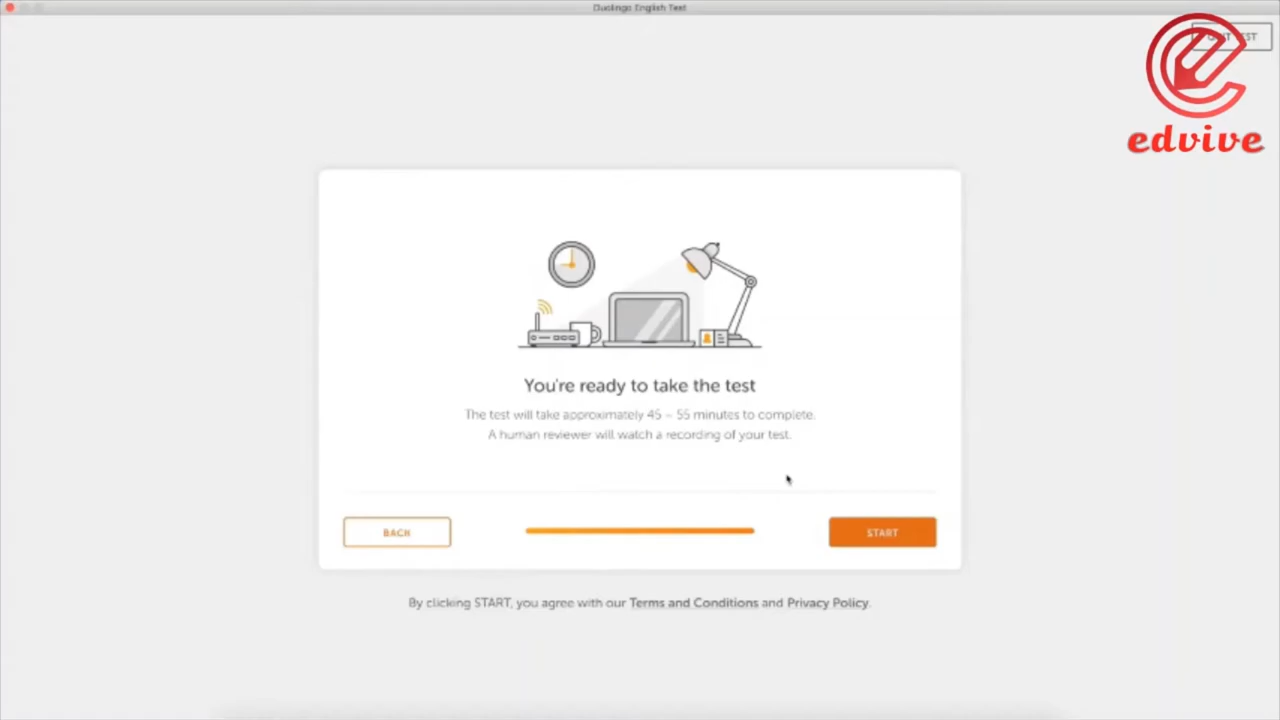 Duolingo English Test
edvive
You're ready to take the test
The test will take approximately 45 – 55 minutes to complete.
A human reviewer will watch a recording of your test.
BACK
START
By clicking START, you agree with our Terms and Conditions and Privacy Policy.